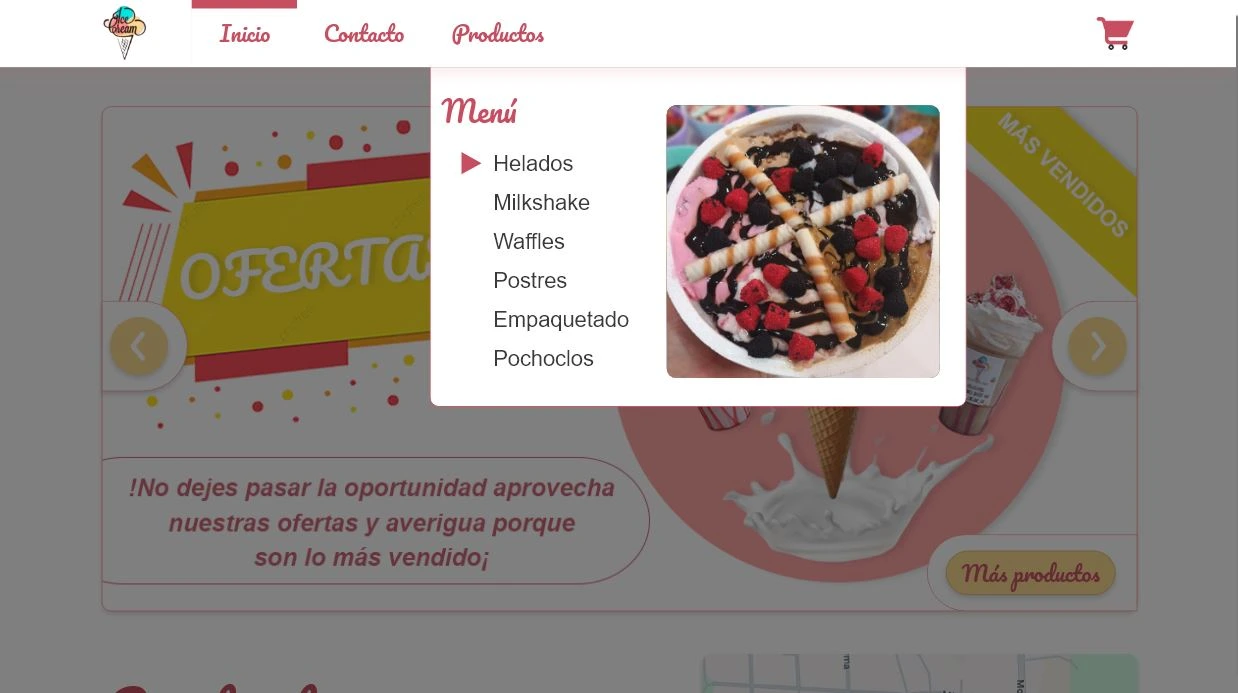 Ice
Cream
Inicio
Contacto
Productos
Menú
Helados
Milkshake
Waffles
Postres
Empaquetado
Pochoclos
OFERTAS
MÁS VENDIDOS
!No dejes pasar la oportunidad aprovecha
nuestras ofertas y averigua porque
son lo más vendido¡
Más productos